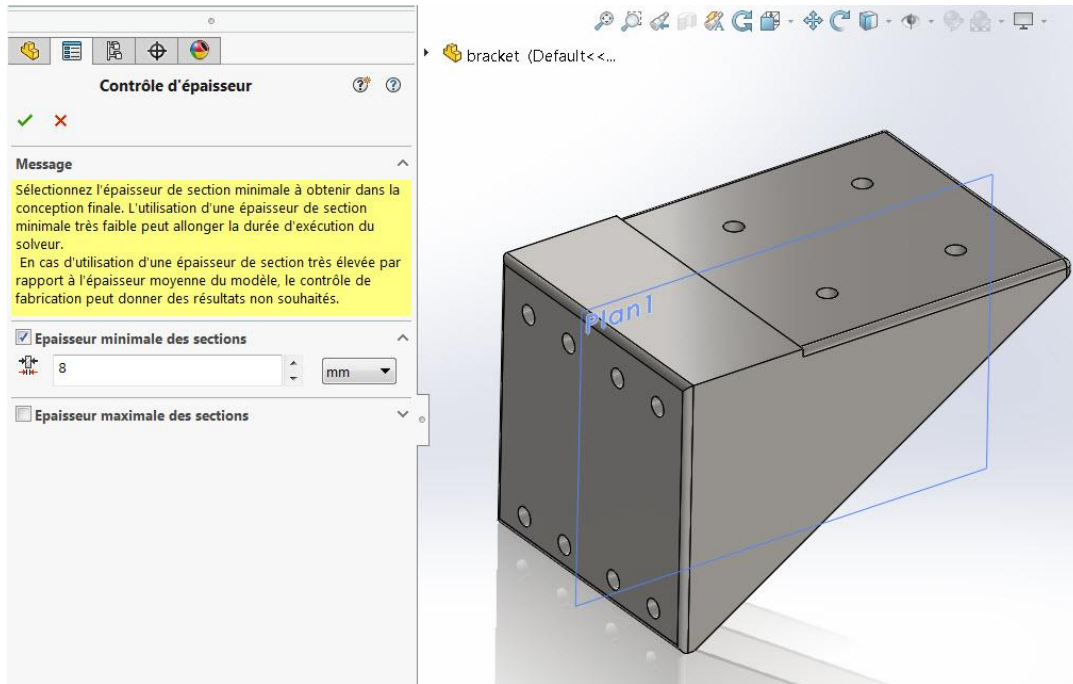 bracket (Default<<...
Contrôle d'épaisseur
Message
Sélectionnez l'épaisseur de section minimale à obtenir dans la
conception finale. L'utilisation d'une épaisseur de section
minimale très faible peut allonger la durée d'exécution du
solveur.
En cas d'utilisation d'une épaisseur de section très élevée par
rapport à l'épaisseur moyenne du modèle, le contrôle de
fabrication peut donner des résultats non souhaités.
Epaisseur minimale des sections
8 mm
Epaisseur maximale des sections
Plan1